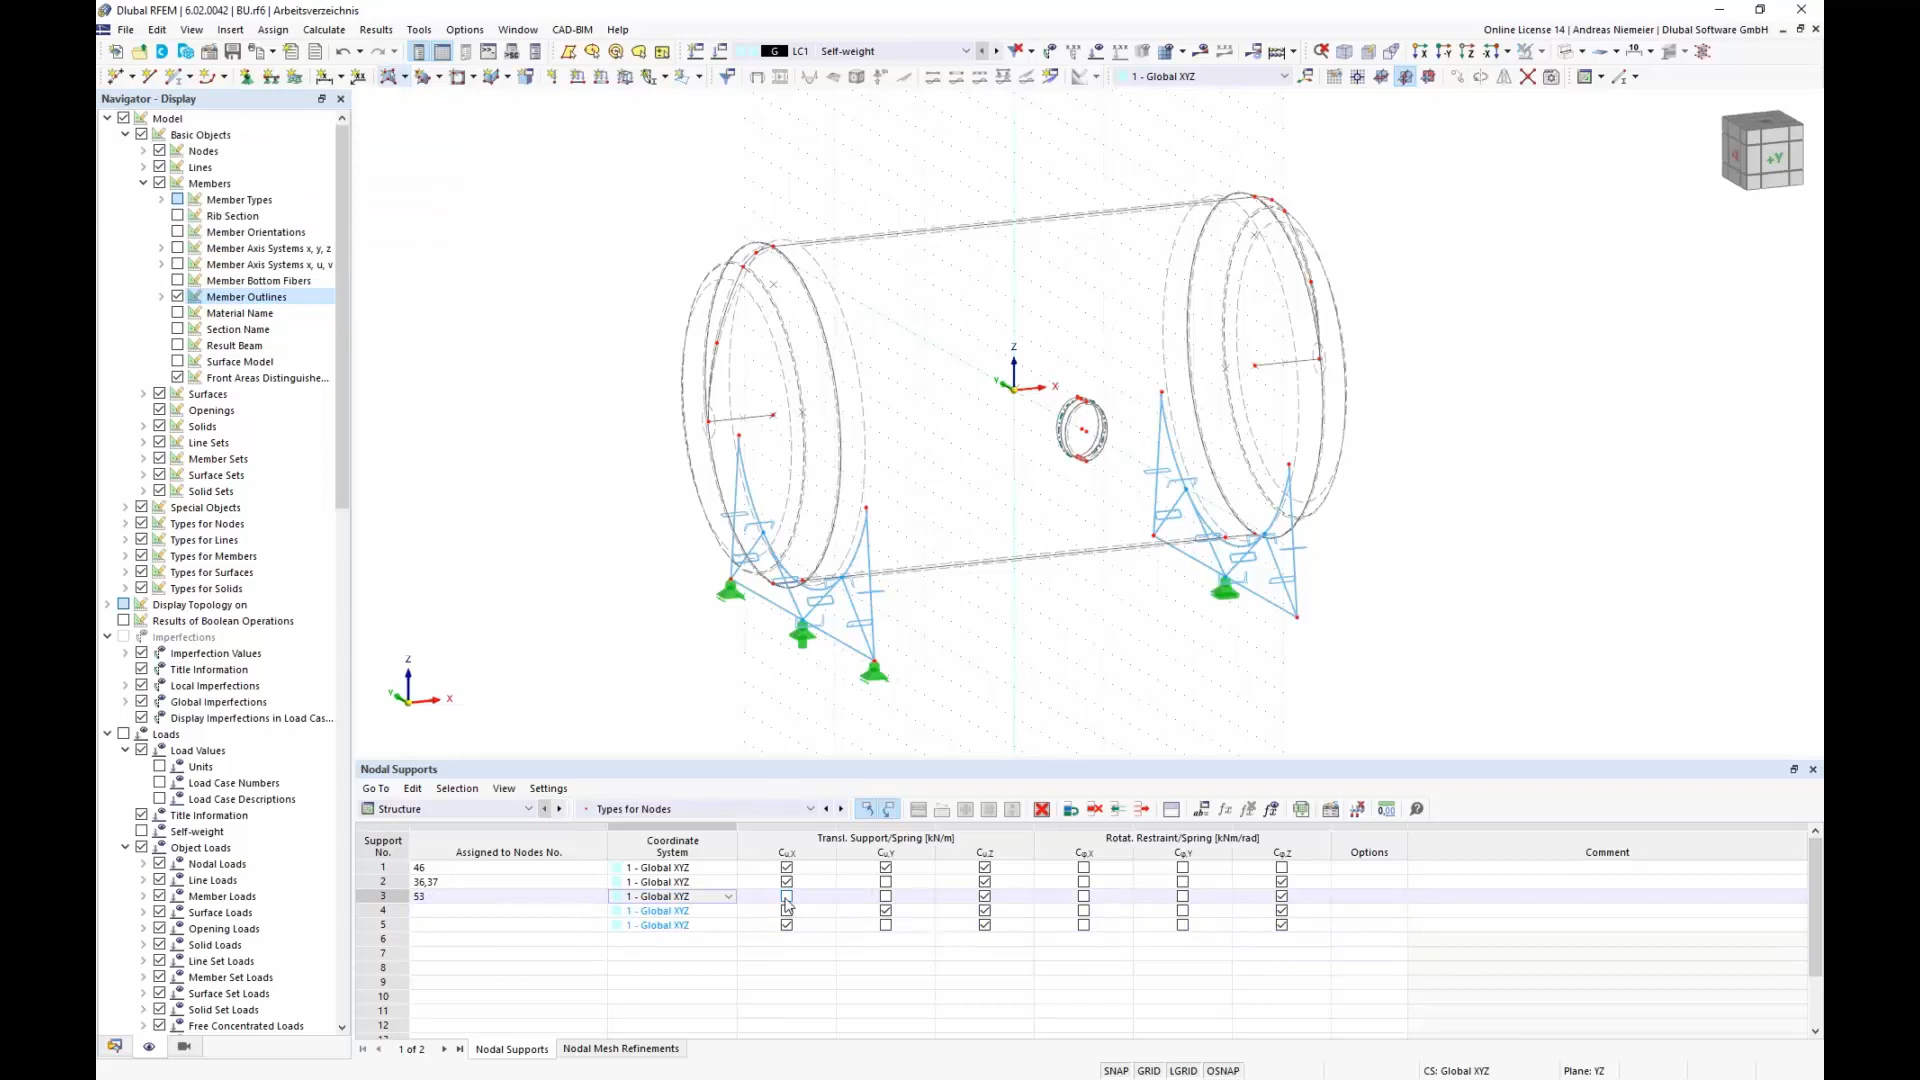 Dlubal RFEM | 6.02.0042 | BU.rf6 | Arbeitsverzeichnis
File Edit View Insert Assign Calculate Results Tools Options Window CAD-BIM Help
Online License 14 | Andreas Niemeier | Dlubal Software GmbH
G LC1 Self-weight
1 - Global XYZ
Navigator - Display
Model
Basic Objects
Nodes
Lines
Members
Member Types
Rib Section
Member Orientations
Member Axis Systems x, y, z
Member Axis Systems x, u, v
Member Bottom Fibers
Member Outlines
Material Name
Section Name
Result Beam
Surface Model
Front Areas Distinguishe...
Surfaces
Openings
Solids
Line Sets
Member Sets
Surface Sets
Solid Sets
Special Objects
Types for Nodes
Types for Lines
Types for Members
Types for Surfaces
Types for Solids
Display Topology on
Results of Boolean Operations
Imperfections
Imperfection Values
Title Information
Local Imperfections
Global Imperfections
Display Imperfections in Load Cas...
Loads
Load Values
Units
Load Case Numbers
Load Case Descriptions
Title Information
Self-weight
Object Loads
Nodal Loads
Line Loads
Member Loads
Surface Loads
Opening Loads
Solid Loads
Line Set Loads
Member Set Loads
Surface Set Loads
Solid Set Loads
Free Concentrated Loads
+Y
Z
Y
X
Z
Y
X
Nodal Supports
Go To Edit Selection View Settings
Structure
Types for Nodes
Support No.
Assigned to Nodes No.
Coordinate System
Transl. Support/Spring [kN/m]
Rotat. Restraint/Spring [kNm/rad]
Cu,X Cu,Y Cu,Z Cφ,X Cφ,Y Cφ,Z
Options
Comment
1 46 1 - Global XYZ
2 36,37 1 - Global XYZ
3 53 1 - Global XYZ
4 1 - Global XYZ
5 1 - Global XYZ
6
7
8
9
10
11
12
1 of 2
Nodal Supports
Nodal Mesh Refinements
SNAP GRID LGRID OSNAP
CS: Global XYZ
Plane: YZ